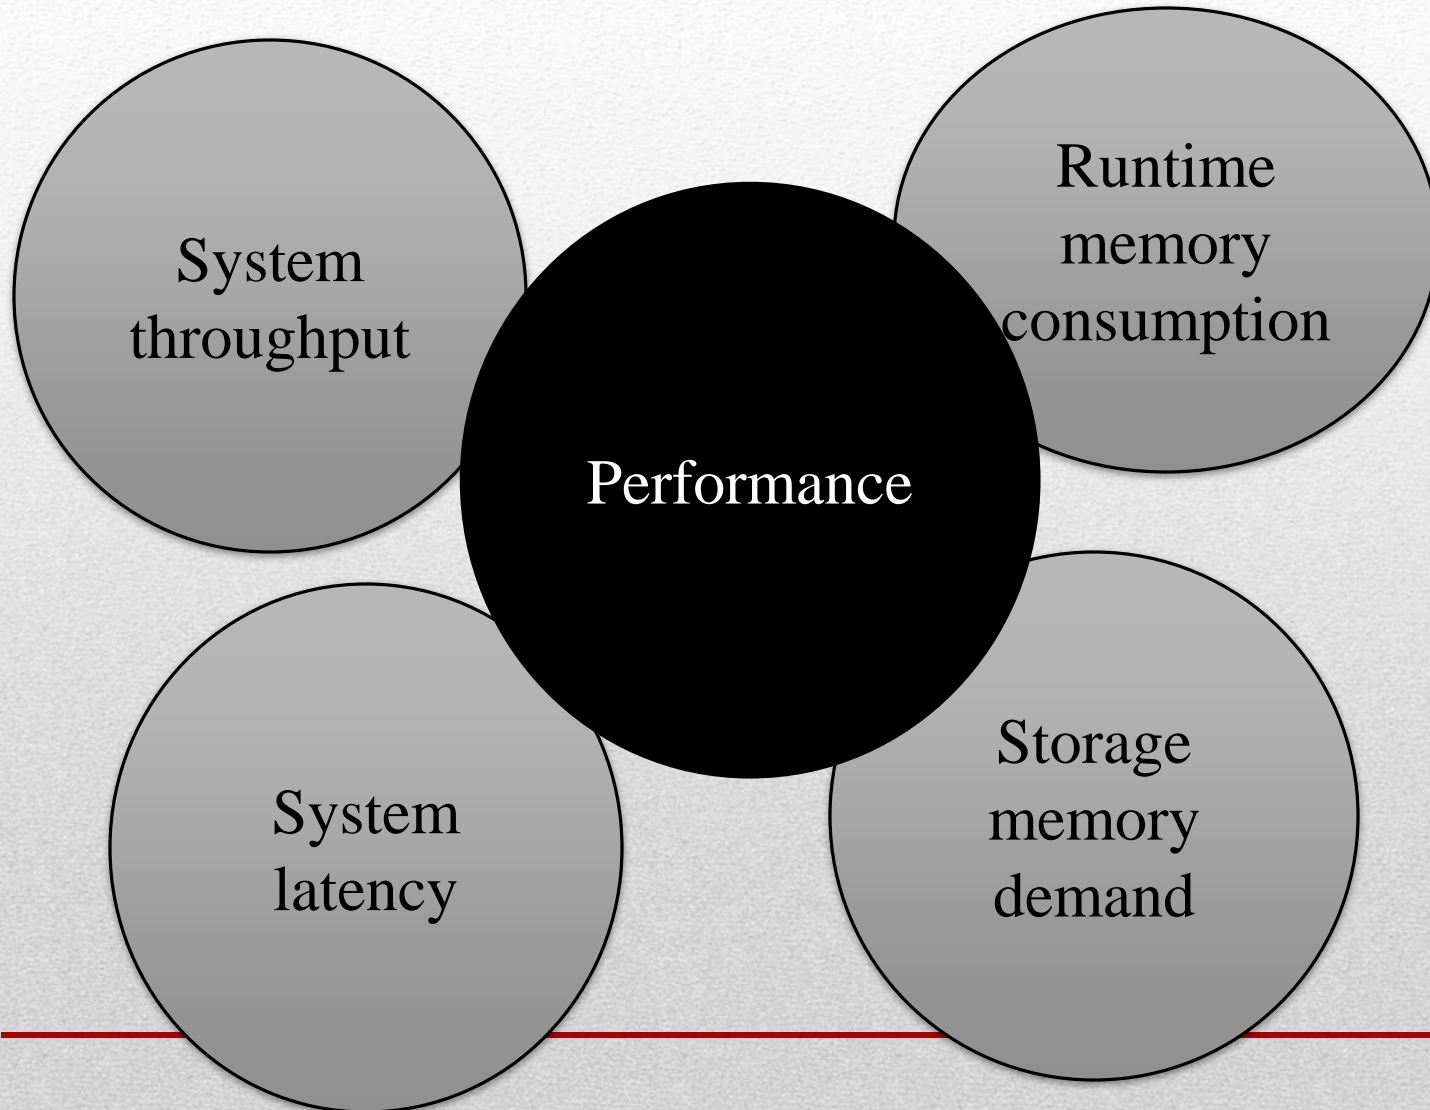 System
throughput
Runtime
memory
consumption
Performance
System
latency
Storage
memory
demand